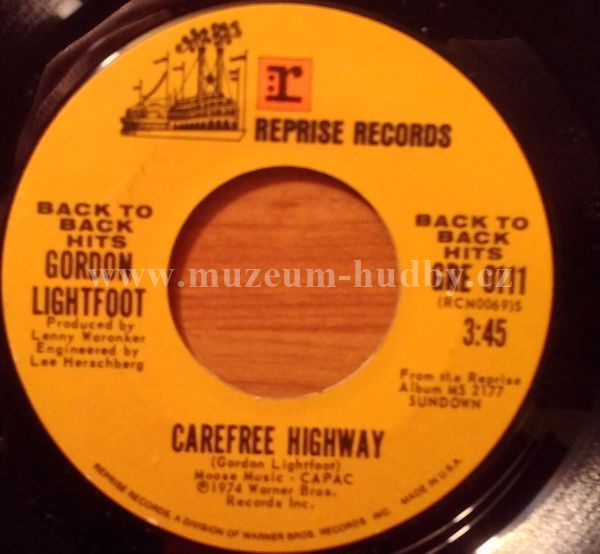 r
REPRISE RECORDS
BACK TO
BACK
HITS
GORDON
LIGHTFOOT
Produced by
Lenny Waronker
Engineered by
Lee Herschberg
BACK TO
BACK
HITS
(RCN0069)S
3:45
From the Reprise
Album MS 2177
SUNDOWN
www.muzeum-hudby.cz
CAREFREE HIGHWAY
(Gordon Lightfoot)
Moose Music - CAPAC
℗1974 Warner Bros.
Records Inc.
REPRISE RECORDS, A DIVISION OF WARNER BROS. RECORDS INC. MADE IN U.S.A.